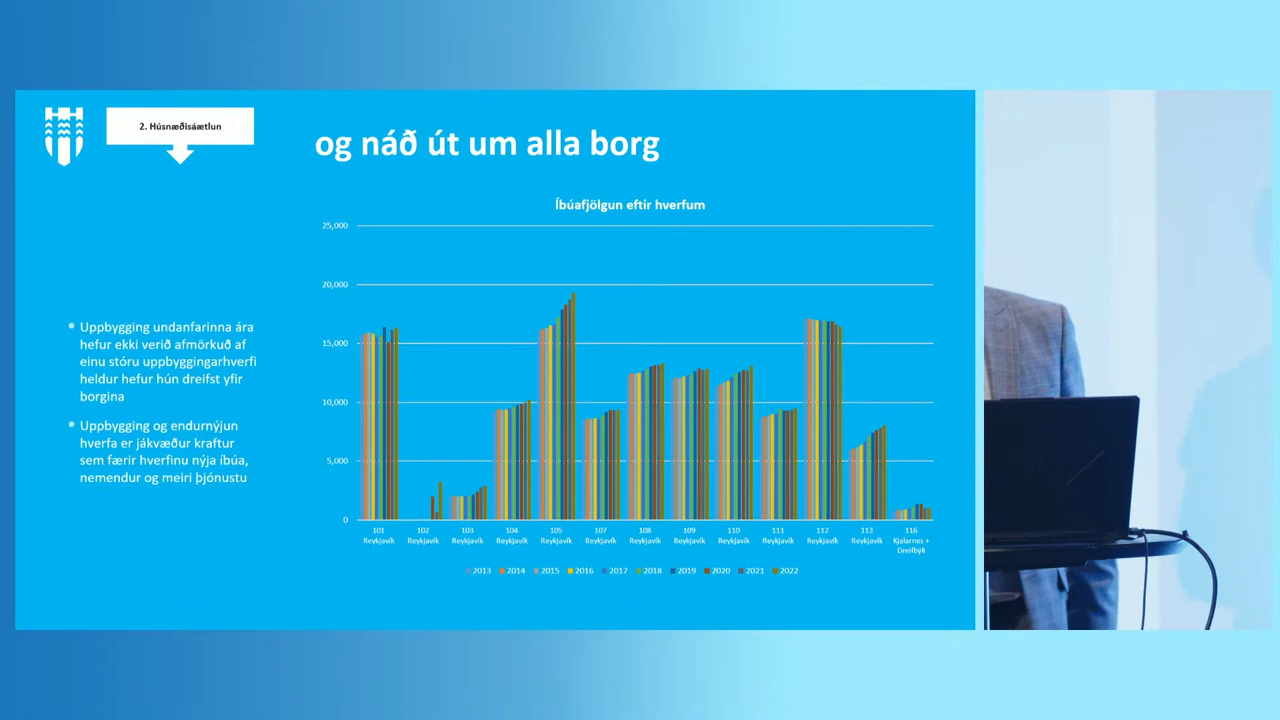 2. Húsnæðisáætlun
og náð út um alla borg
Uppbygging undanfarinna ára
hefur ekki verið afmörkuð af
einu stóru uppbyggingarhverfi
heldur hefur hún dreifst yfir
borgina
Uppbygging og endurnýjun
hverfa er jákvæður kraftur
sem færir hverfinu nýja íbúa,
nemendur og meiri þjónustu
Íbúafjölgun eftir hverfum
25,000
20,000
15,000
10,000
5,000
0
101 102 103 104 105 107 108 109 110 111 112 113 116
Reykjavík Reykjavík Reykjavík Reykjavík Reykjavík Reykjavík Reykjavík Reykjavík Reykjavík Reykjavík Reykjavík Reykjavík Kjalarnes +
Dreifbýli
2013 2014 2015 2016 2017 2018 2019 2020 2021 2022